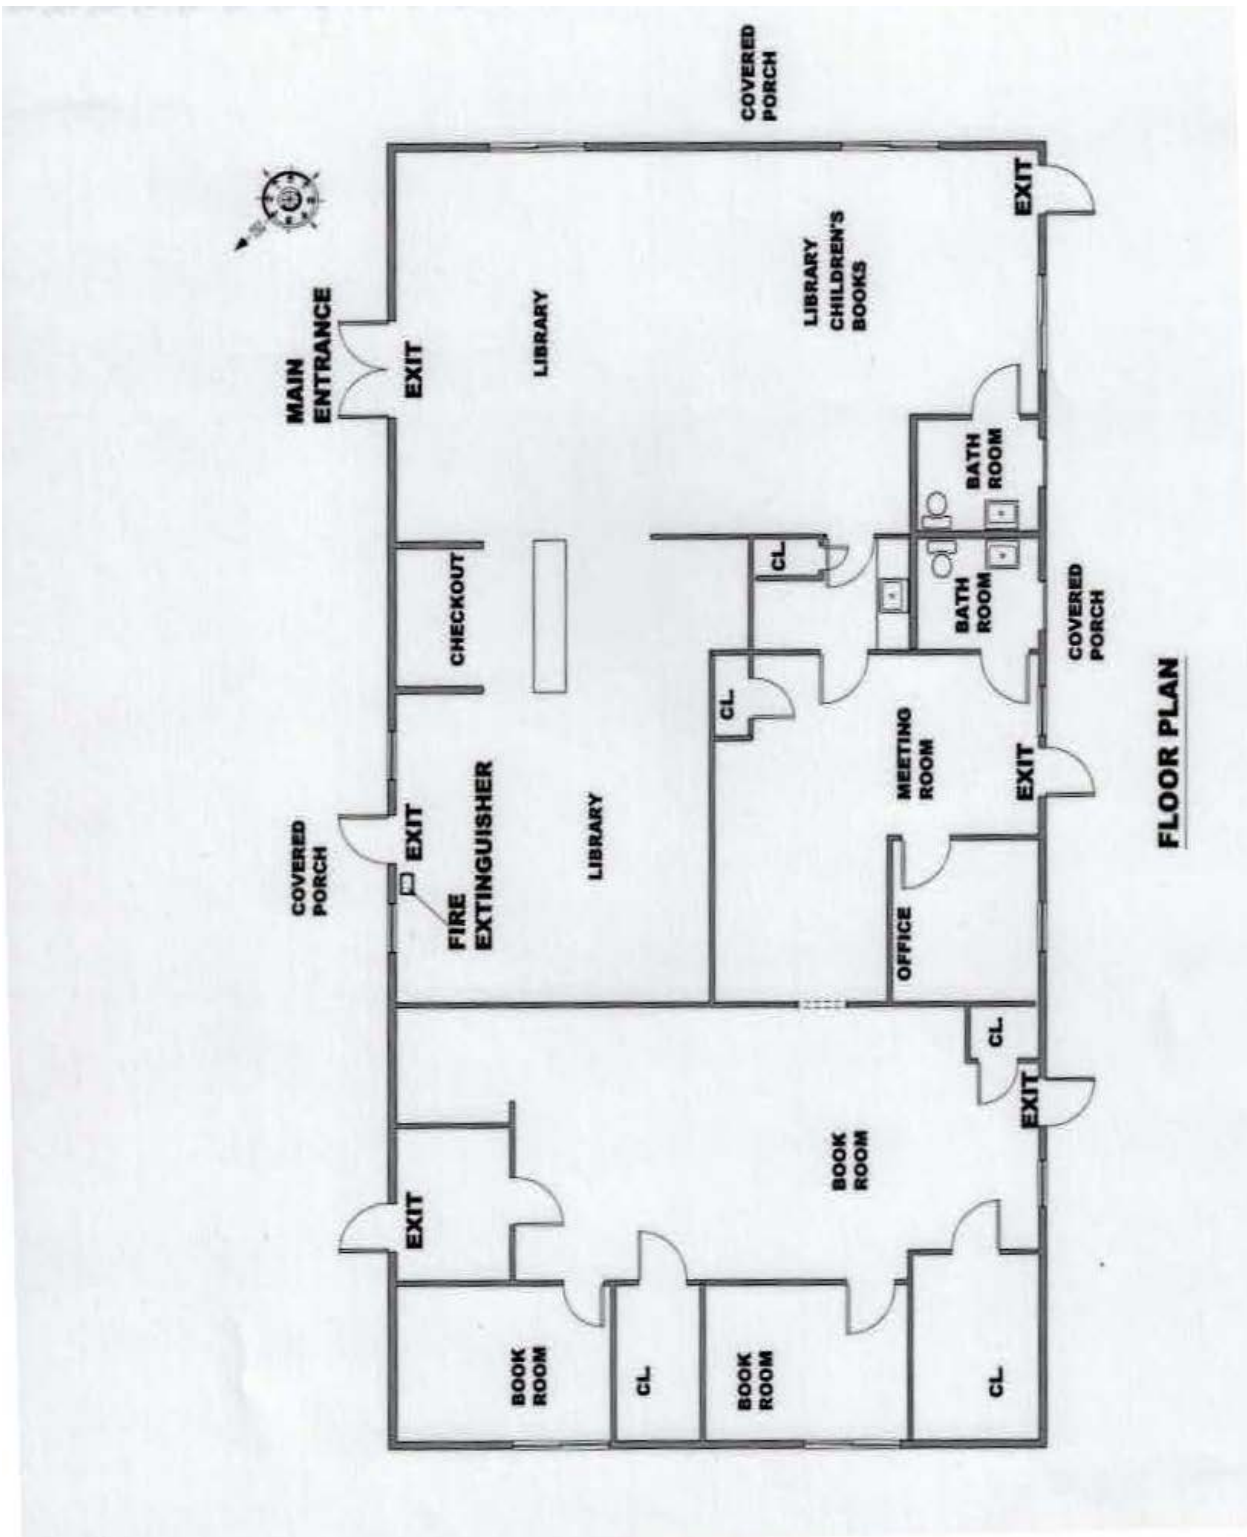 COVERED
PORCH
MAIN
ENTRANCE
EXIT
EXIT
EXIT
FIRE
EXTINGUISHER
CHECKOUT
BOOK
ROOM
LIBRARY
LIBRARY
CL.
BOOK
ROOM
CL.
CL.
COVERED
PORCH
LIBRARY
CHILDREN'S
BOOKS
BOOK
ROOM
OFFICE
MEETING
ROOM
BATH
ROOM
BATH
ROOM
CL.
CL.
EXIT
EXIT
EXIT
COVERED
PORCH
FLOOR PLAN